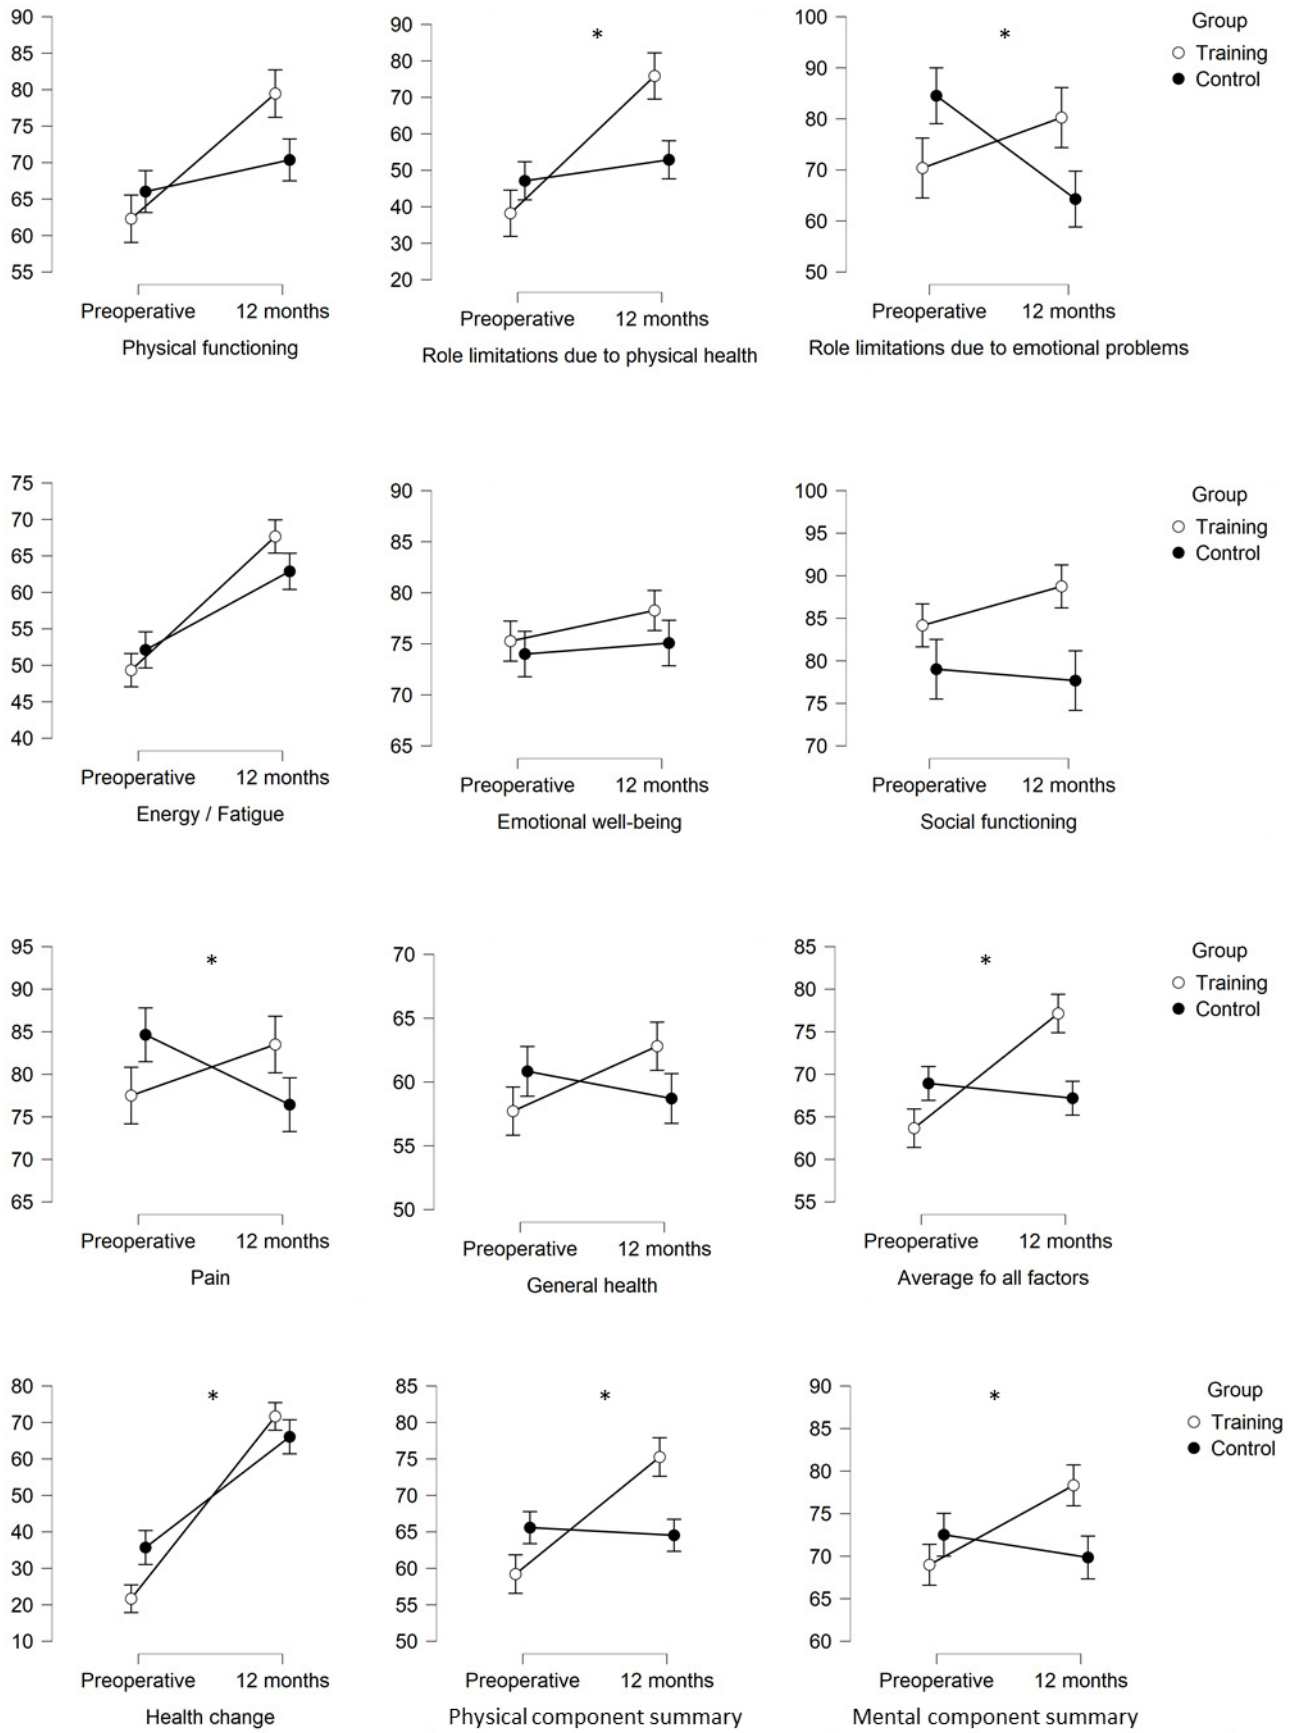 90
85
80
75
70
65
60
55
Preoperative 12 months
Physical functioning
*
90
80
70
60
50
40
30
20
Preoperative 12 months
Role limitations due to physical health
*
100
90
80
70
60
50
Preoperative 12 months
Role limitations due to emotional problems
Group
Training
Control
75
70
65
60
55
50
45
40
Preoperative 12 months
Energy / Fatigue
90
85
80
75
70
65
Preoperative 12 months
Emotional well-being
100
95
90
85
80
75
70
Preoperative 12 months
Social functioning
Group
Training
Control
*
95
90
85
80
75
70
65
Preoperative 12 months
Pain
70
65
60
55
50
Preoperative 12 months
General health
*
85
80
75
70
65
60
55
Preoperative 12 months
Average fo all factors
Group
Training
Control
*
80
70
60
50
40
30
20
10
Preoperative 12 months
Health change
*
85
80
75
70
65
60
55
50
Preoperative 12 months
Physical component summary
*
90
85
80
75
70
65
60
Preoperative 12 months
Mental component summary
Group
Training
Control